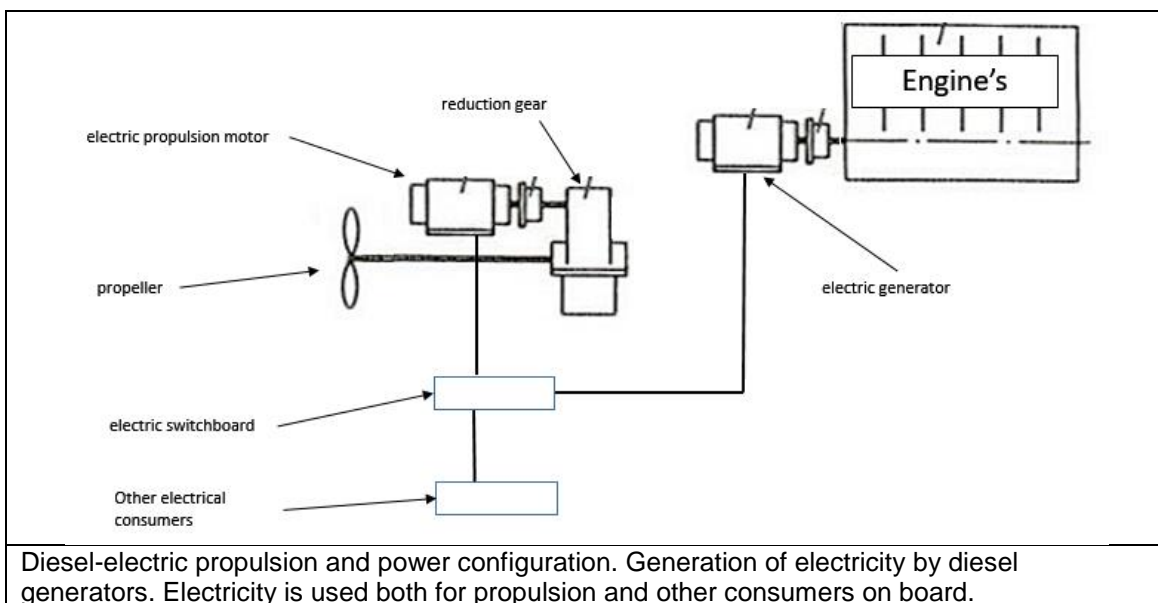 Engine's
reduction gear
electric propulsion motor
propeller
electric generator
electric switchboard
Other electrical
consumers
Diesel-electric propulsion and power configuration. Generation of electricity by diesel
generators. Electricity is used both for propulsion and other consumers on board.